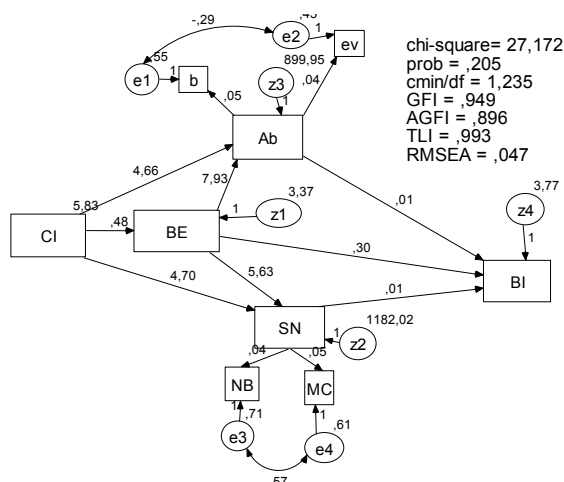 -,29
,45
e2
1
ev
,55
e1
1
b
899,95
,04
z3
1
,05
Ab
chi-square= 27,172
prob = ,205
cmin/df = 1,235
GFI = ,949
AGFI = ,896
TLI = ,993
RMSEA = ,047
4,66
7,93
5,83
CI
,48
BE
1
z1
3,37
,01
z4
3,77
1
,30
BI
4,70
5,63
,01
SN
1182,02
1
z2
,04
,05
NB
MC
1
,71
1
,61
e3
e4
,57